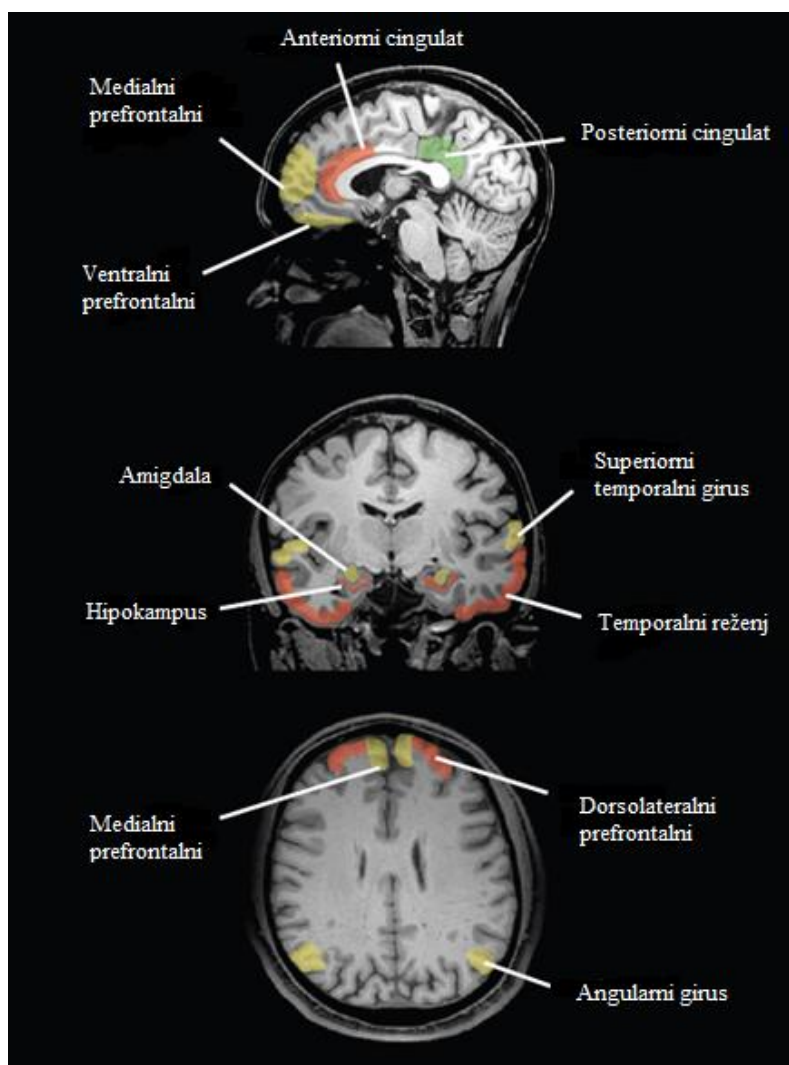 Anteriorni cingulat
Medialni
prefrontalni
Posteriorni cingulat
Ventralni
prefrontalni
Amigdala
Superiorni
temporalni girus
Hipokampus
Temporalni reženj
Medialni
prefrontalni
Dorsolateralni
prefrontalni
Angularni girus